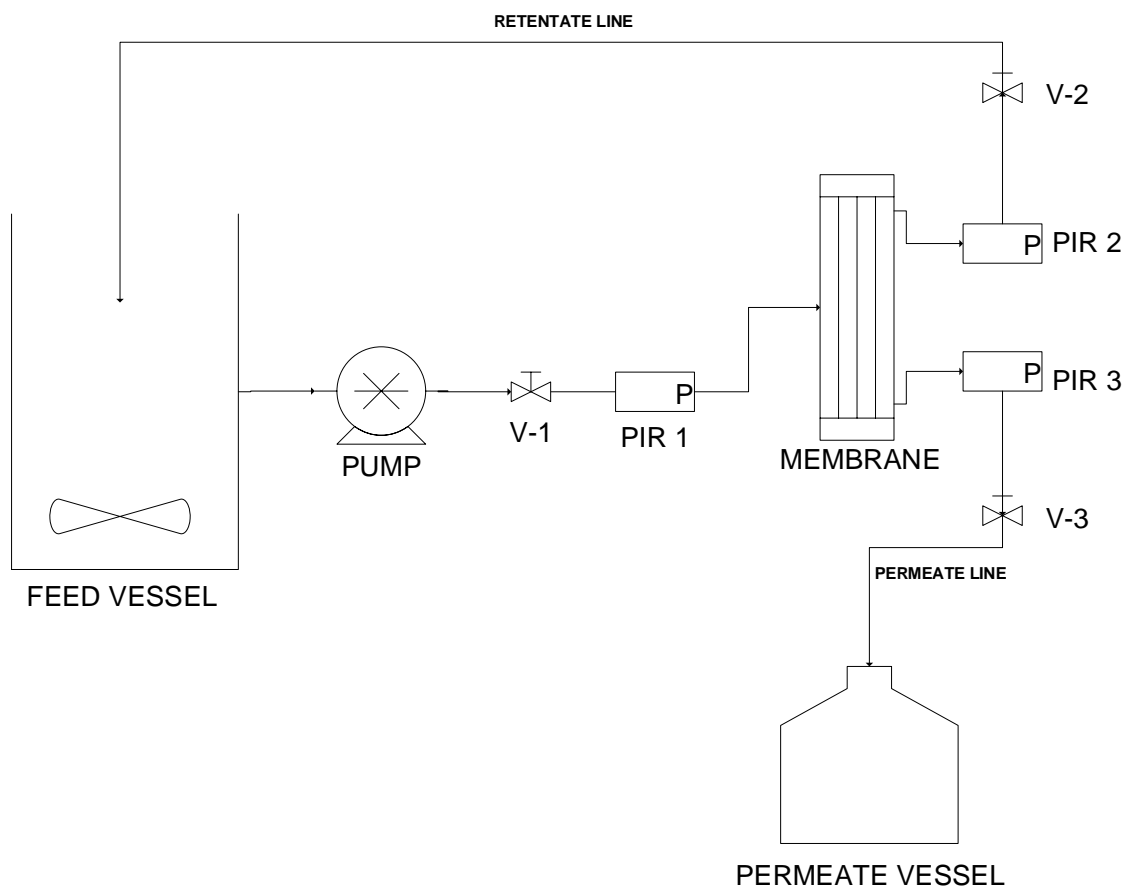 RETENTATE LINE
V-2
P PIR 2
P PIR 3
P
V-1
PIR 1
PUMP
MEMBRANE
V-3
PERMEATE LINE
FEED VESSEL
PERMEATE VESSEL